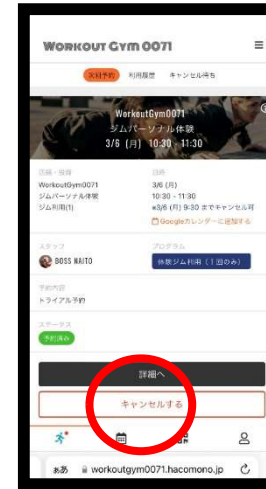 WORKOUT GYM 0071
次回予約 利用履歴 キャンセル待ち
WorkoutGym0071
ジムパーソナル体験
3/6 (月) 10:30 - 11:30
店舗・設備
WorkoutGym0071
ジムパーソナル体験
ジム利用(1)
日時
3/6 (月)
10:30 - 11:30
※3/6 (月) 9:30 までキャンセル可
Googleカレンダーに追加する
スタッフ
BOSS NAITO
プログラム
体験ジム利用（1回のみ）
予約内容
トライアル予約
ステータス
予約済み
詳細へ
キャンセルする
ああ workoutgym0071.hacomono.jp